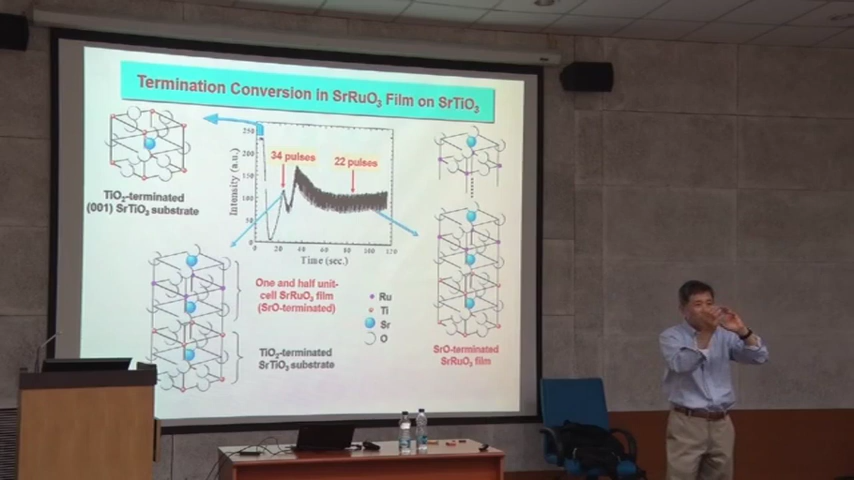 Termination Conversion in SrRuO₃ Film on SrTiO₃
250
200
150
100
50
0
Intensity (a.u.)
34 pulses
22 pulses
0 20 40 60 80 100 120
Time (sec.)
TiO₂-terminated
(001) SrTiO₃ substrate
One and half unit-
cell SrRuO₃ film
(SrO-terminated)
TiO₂-terminated
SrTiO₃ substrate
Ru
Ti
Sr
O
SrO-terminated
SrRuO₃ film